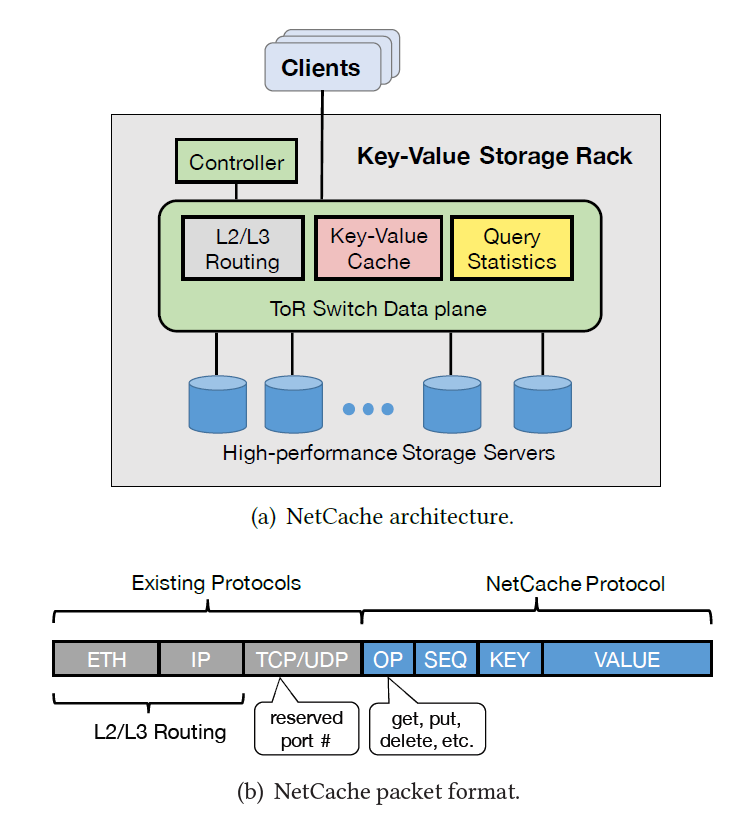 Clients
Controller
Key-Value Storage Rack
L2/L3
Routing
Key-Value
Cache
Query
Statistics
ToR Switch Data plane
High-performance Storage Servers
(a) NetCache architecture.
Existing Protocols
NetCache Protocol
ETH
IP
TCP/UDP
OP
SEQ
KEY
VALUE
L2/L3 Routing
reserved
port #
get, put,
delete, etc.
(b) NetCache packet format.